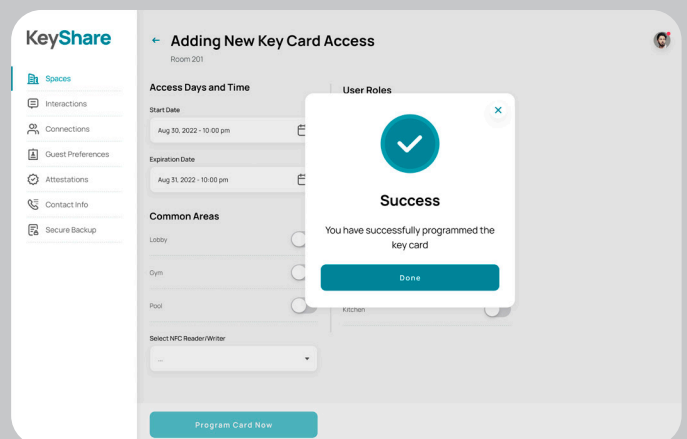 KeyShare
Spaces
Interactions
Connections
Guest Preferences
Attestations
Contact Info
Secure Backup
Adding New Key Card Access
Room 201
Access Days and Time
Start Date
Aug 30, 2022 - 10:00 pm
Expiration Date
Aug 31, 2022 - 10:00 pm
Common Areas
Lobby
Gym
Pool
Select NFC Reader/Writer
...
Program Card Now
User Roles
Success
You have successfully programmed the
key card
Done
Kitchen